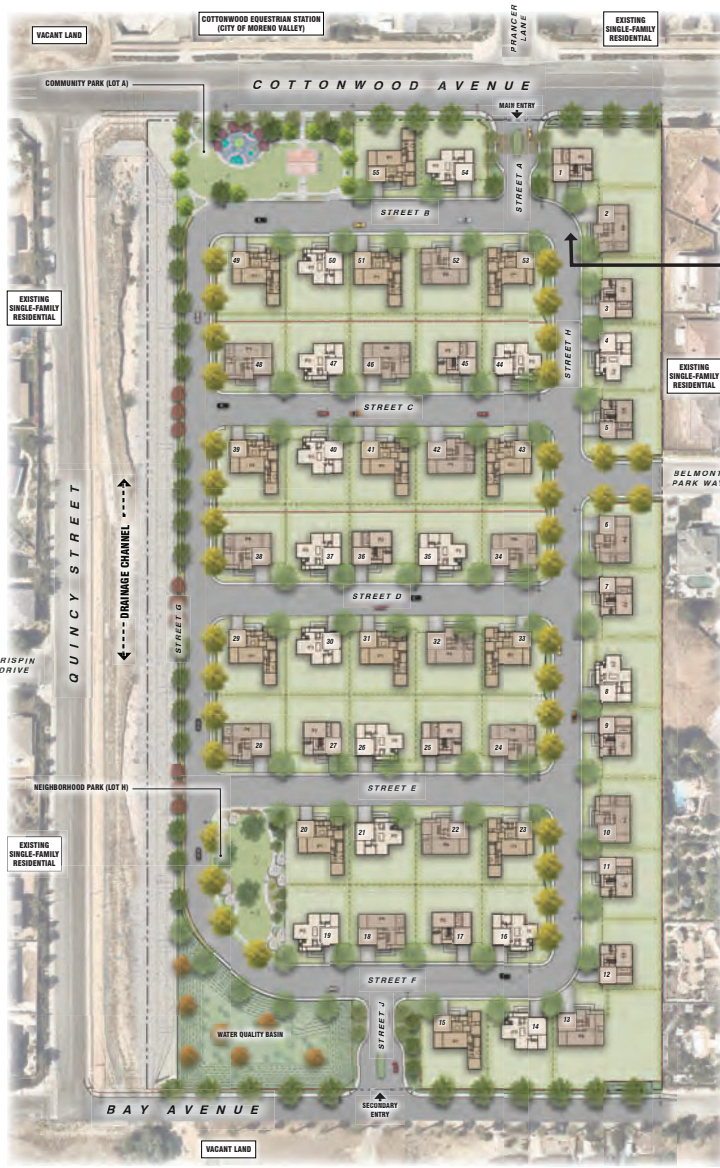 VACANT LAND
COTTONWOOD EQUESTRIAN STATION
(CITY OF MORENO VALLEY)
PRANCER
LANE
EXISTING
SINGLE-FAMILY
RESIDENTIAL
COMMUNITY PARK (LOT A)
COTTONWOOD AVENUE
MAIN ENTRY
STREET A
55
54
1
STREET B
2
49
50
51
52
53
EXISTING
SINGLE-FAMILY
RESIDENTIAL
3
STREET H
4
48
47
46
45
44
EXISTING
SINGLE-FAMILY
RESIDENTIAL
STREET C
5
39
40
41
42
43
BELMONT
PARK WAY
QUINCY STREET
DRAINAGE CHANNEL
6
38
37
36
35
34
7
STREET D
STREET G
29
30
31
32
33
RISPIN
DRIVE
8
28
27
26
25
24
9
STREET E
NEIGHBORHOOD PARK (LOT H)
10
20
21
22
23
EXISTING
SINGLE-FAMILY
RESIDENTIAL
11
19
18
17
16
12
STREET F
STREET J
15
14
13
WATER QUALITY BASIN
BAY AVENUE
SECONDARY
ENTRY
VACANT LAND